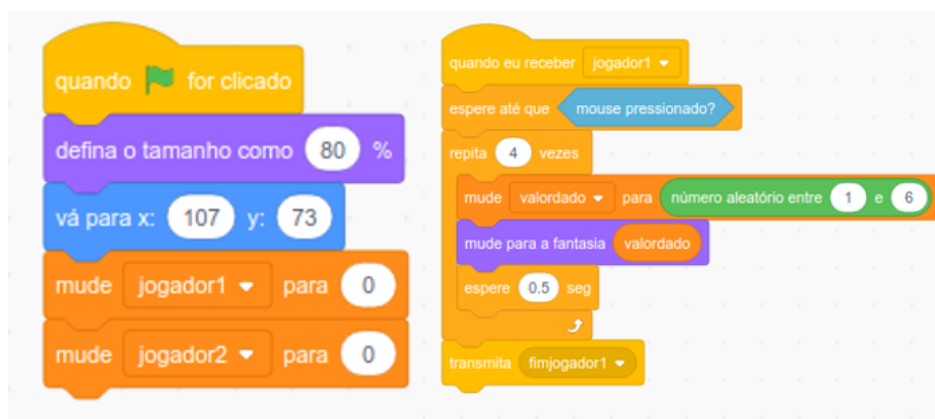 quando for clicado
defina o tamanho como 80 %
vá para x: 107 y: 73
mude jogador1 para 0
mude jogador2 para 0
quando eu receber jogador1
espere até que mouse pressionado?
repita 4 vezes
mude valordado para número aleatório entre 1 e 6
mude para a fantasia valordado
espere 0.5 seg
transmita fimjogador1